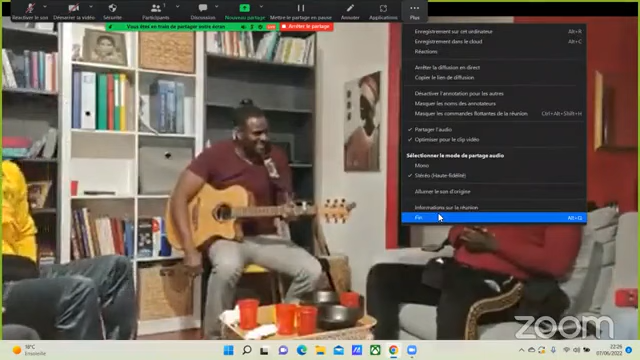 Réactiver le son
Démarrer la vidéo
Sécurité
Participants
Discussion
Nouveau partage
Mettre le partage en pause
Annoter
Applications
Plus
Vous êtes en train de partager votre écran
Arrêter le partage
Enregistrement sur cet ordinateur Alt+R
Enregistrement dans le cloud Alt+C
Réactions
Arrêter la diffusion en direct
Copier le lien de diffusion
Désactiver l'annotation pour les autres
Masquer les noms des annotateurs
Masquer les commandes flottantes de la réunion Ctrl+Alt+Shift+H
Partager l'audio
Optimiser pour le clip vidéo
Sélectionner le mode de partage audio
Mono
Stéréo (Haute-fidélité)
Allumer le son d'origine
Informations sur la réunion
Fin Alt+Q
zoom
18°C
Ensoleillé
22:25